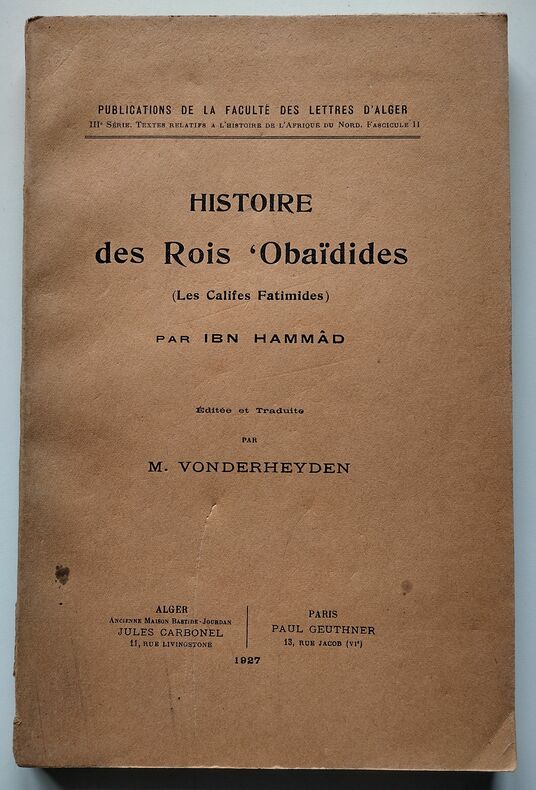 PUBLICATIONS DE LA FACULTÉ DES LETTRES D'ALGER
IIIᵉ SÉRIE. TEXTES RELATIFS A L'HISTOIRE DE L'AFRIQUE DU NORD. FASCICULE II
HISTOIRE
des Rois ‘Obaïdides
(Les Califes Fatimides)
PAR IBN HAMMÂD
Éditée et Traduite
PAR
M. VONDERHEYDEN
ALGER
ANCIENNE MAISON BASTIDE-JOURDAN
JULES CARBONEL
11, RUE LIVINGSTONE
PARIS
PAUL GEUTHNER
13, RUE JACOB (VIᵉ)
1927